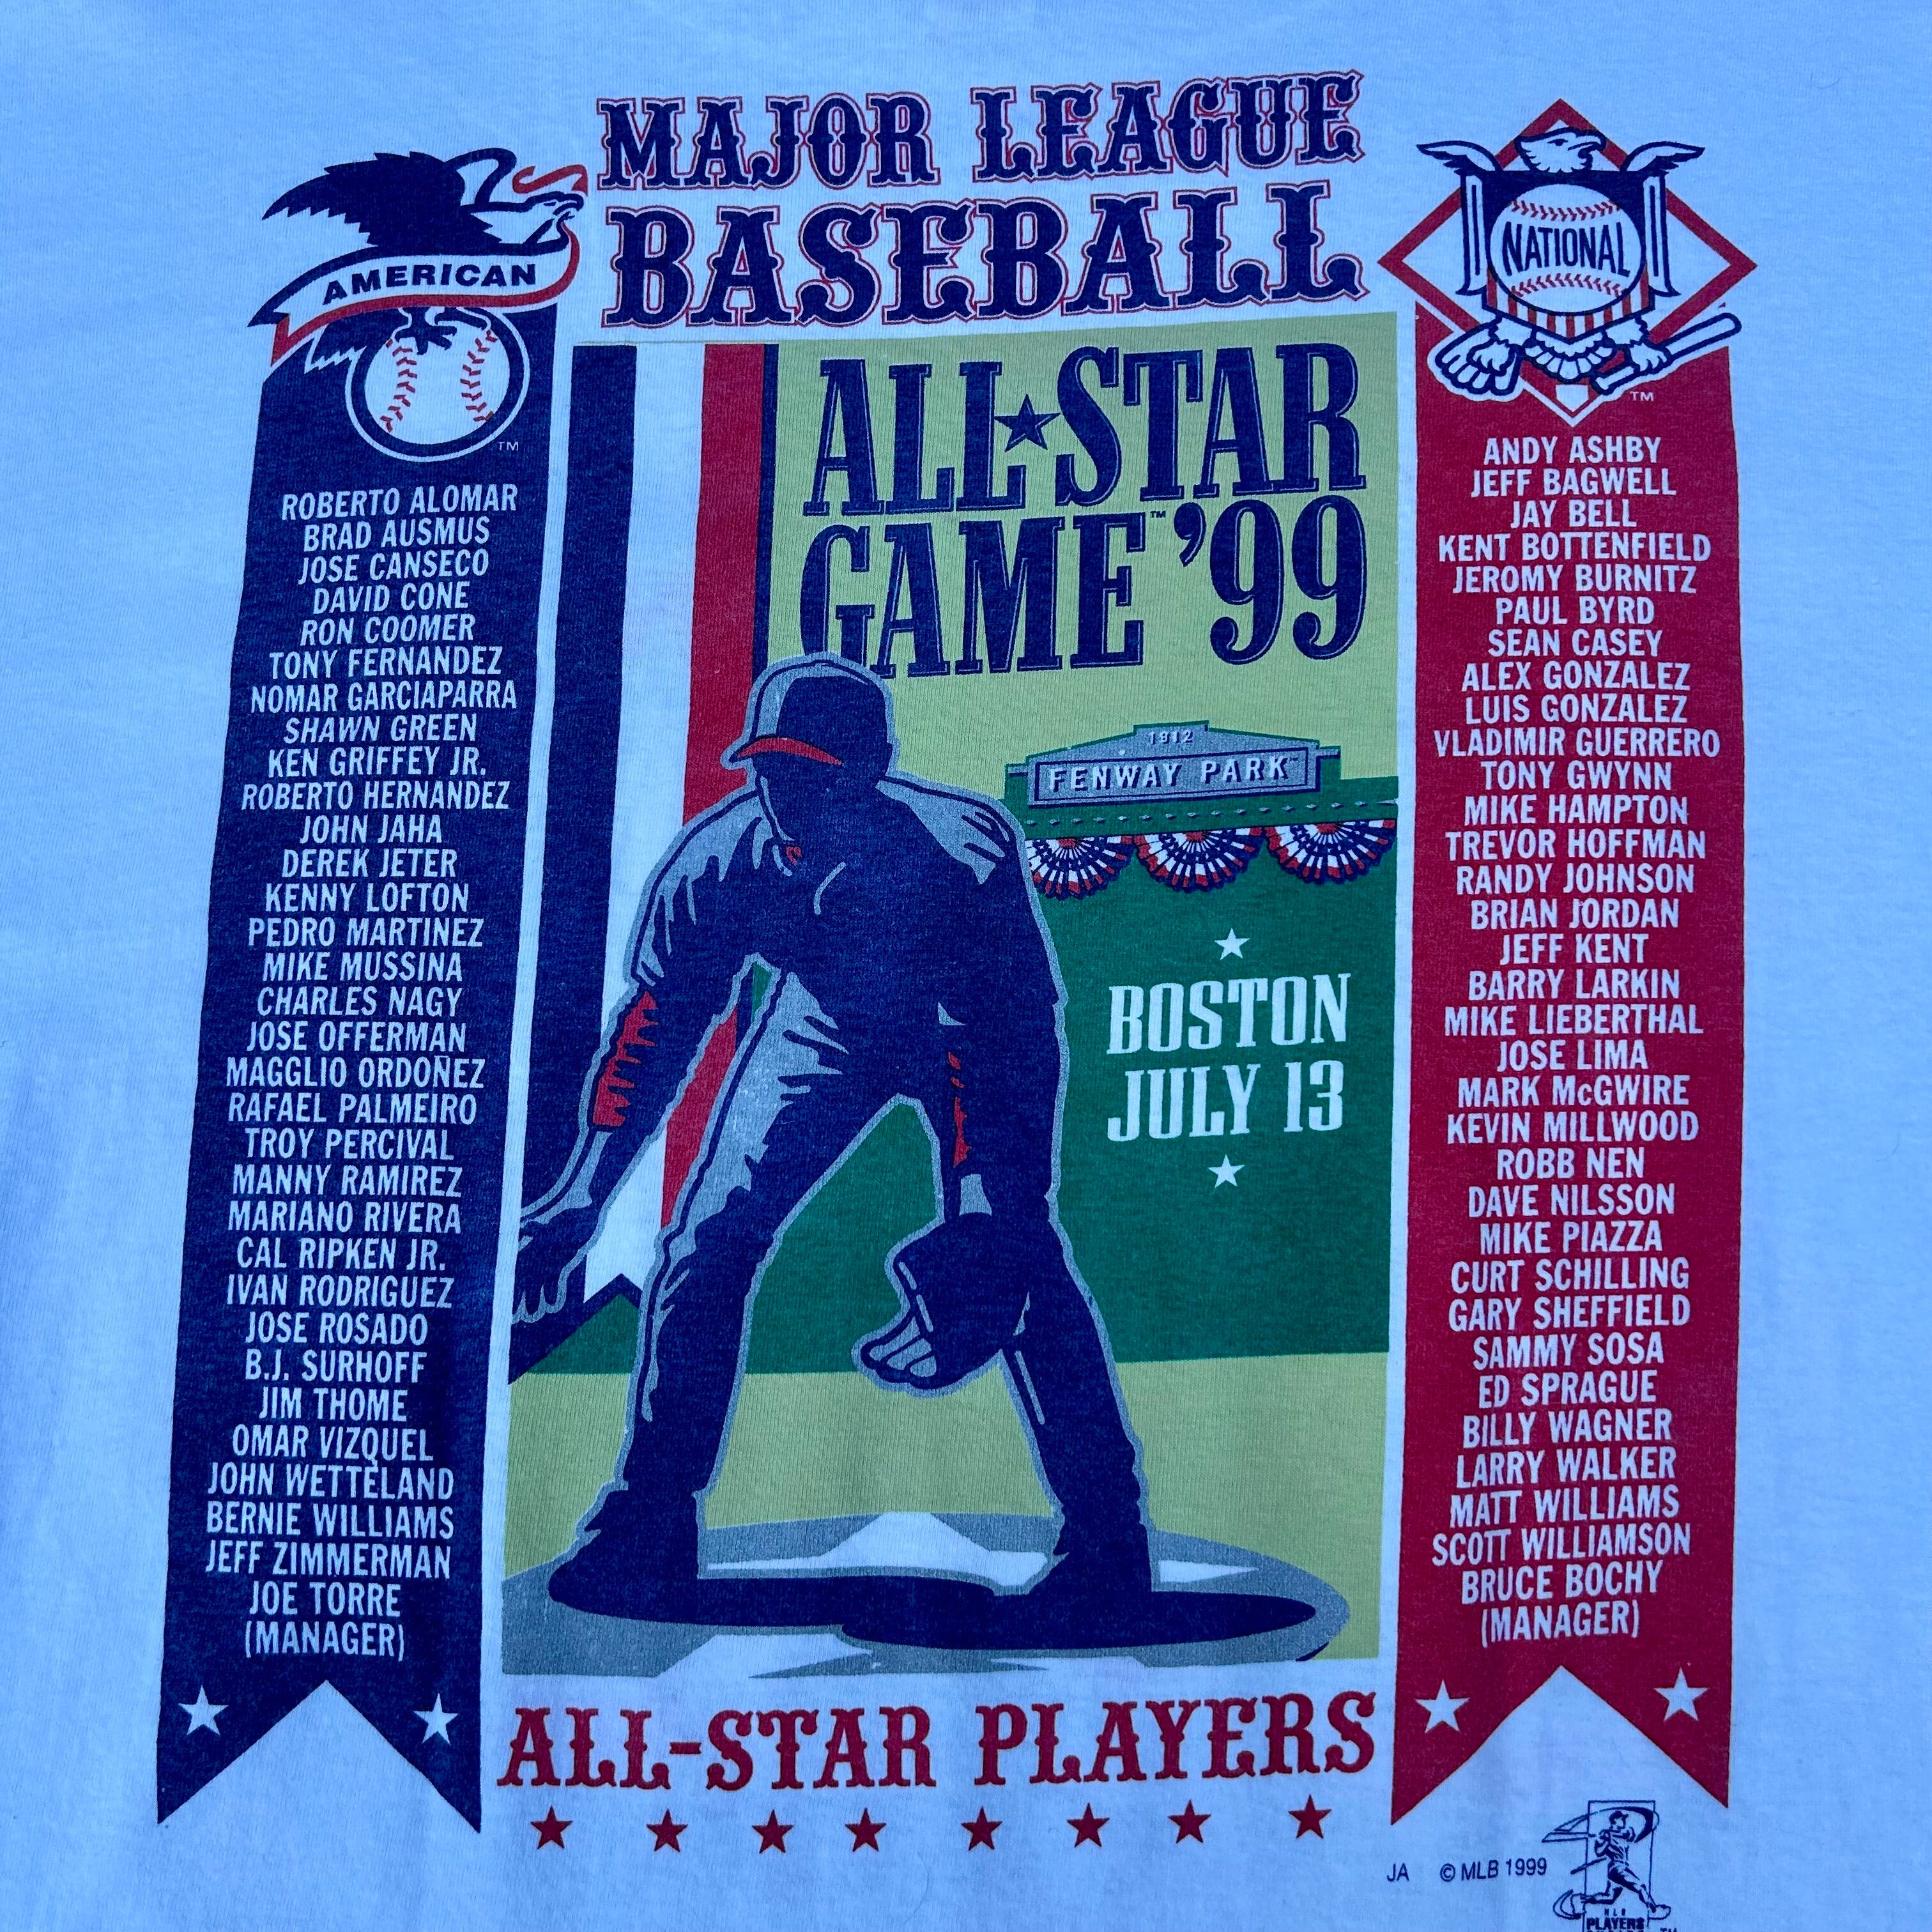 MAJOR LEAGUE
BASEBALL
AMERICAN
TM
ROBERTO ALOMAR
BRAD AUSMUS
JOSE CANSECO
DAVID CONE
RON COOMER
TONY FERNANDEZ
NOMAR GARCIAPARRA
SHAWN GREEN
KEN GRIFFEY JR.
ROBERTO HERNANDEZ
JOHN JAHA
DEREK JETER
KENNY LOFTON
PEDRO MARTINEZ
MIKE MUSSINA
CHARLES NAGY
JOSE OFFERMAN
MAGGLIO ORDOÑEZ
RAFAEL PALMEIRO
TROY PERCIVAL
MANNY RAMIREZ
MARIANO RIVERA
CAL RIPKEN JR.
IVAN RODRIGUEZ
JOSE ROSADO
B.J. SURHOFF
JIM THOME
OMAR VIZQUEL
JOHN WETTELAND
BERNIE WILLIAMS
JEFF ZIMMERMAN
JOE TORRE
(MANAGER)
ALL★STAR
GAME™ '99
1912
FENWAY PARK™
BOSTON
JULY 13
NATIONAL
TM
ANDY ASHBY
JEFF BAGWELL
JAY BELL
KENT BOTTENFIELD
JEROMY BURNITZ
PAUL BYRD
SEAN CASEY
ALEX GONZALEZ
LUIS GONZALEZ
VLADIMIR GUERRERO
TONY GWYNN
MIKE HAMPTON
TREVOR HOFFMAN
RANDY JOHNSON
BRIAN JORDAN
JEFF KENT
BARRY LARKIN
MIKE LIEBERTHAL
JOSE LIMA
MARK McGWIRE
KEVIN MILLWOOD
ROBB NEN
DAVE NILSSON
MIKE PIAZZA
CURT SCHILLING
GARY SHEFFIELD
SAMMY SOSA
ED SPRAGUE
BILLY WAGNER
LARRY WALKER
MATT WILLIAMS
SCOTT WILLIAMSON
BRUCE BOCHY
(MANAGER)
ALL-STAR PLAYERS
JA © MLB 1999
MLB
PLAYERS